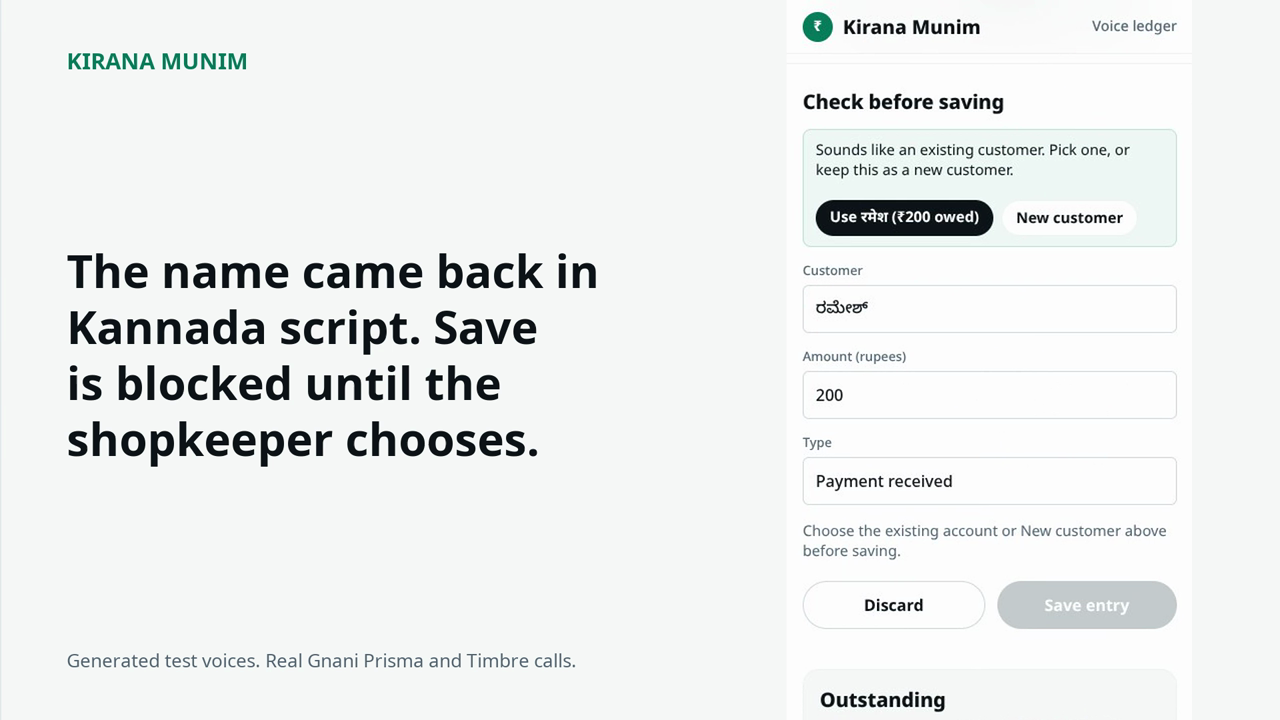 KIRANA MUNIM
The name came back in
Kannada script. Save
is blocked until the
shopkeeper chooses.
Generated test voices. Real Gnani Prisma and Timbre calls.
₹ Kirana Munim Voice ledger
Check before saving
Sounds like an existing customer. Pick one, or
keep this as a new customer.
Use रमेश (₹200 owed) New customer
Customer
ರಮೇಶ್
Amount (rupees)
200
Type
Payment received
Choose the existing account or New customer above
before saving.
Discard Save entry
Outstanding